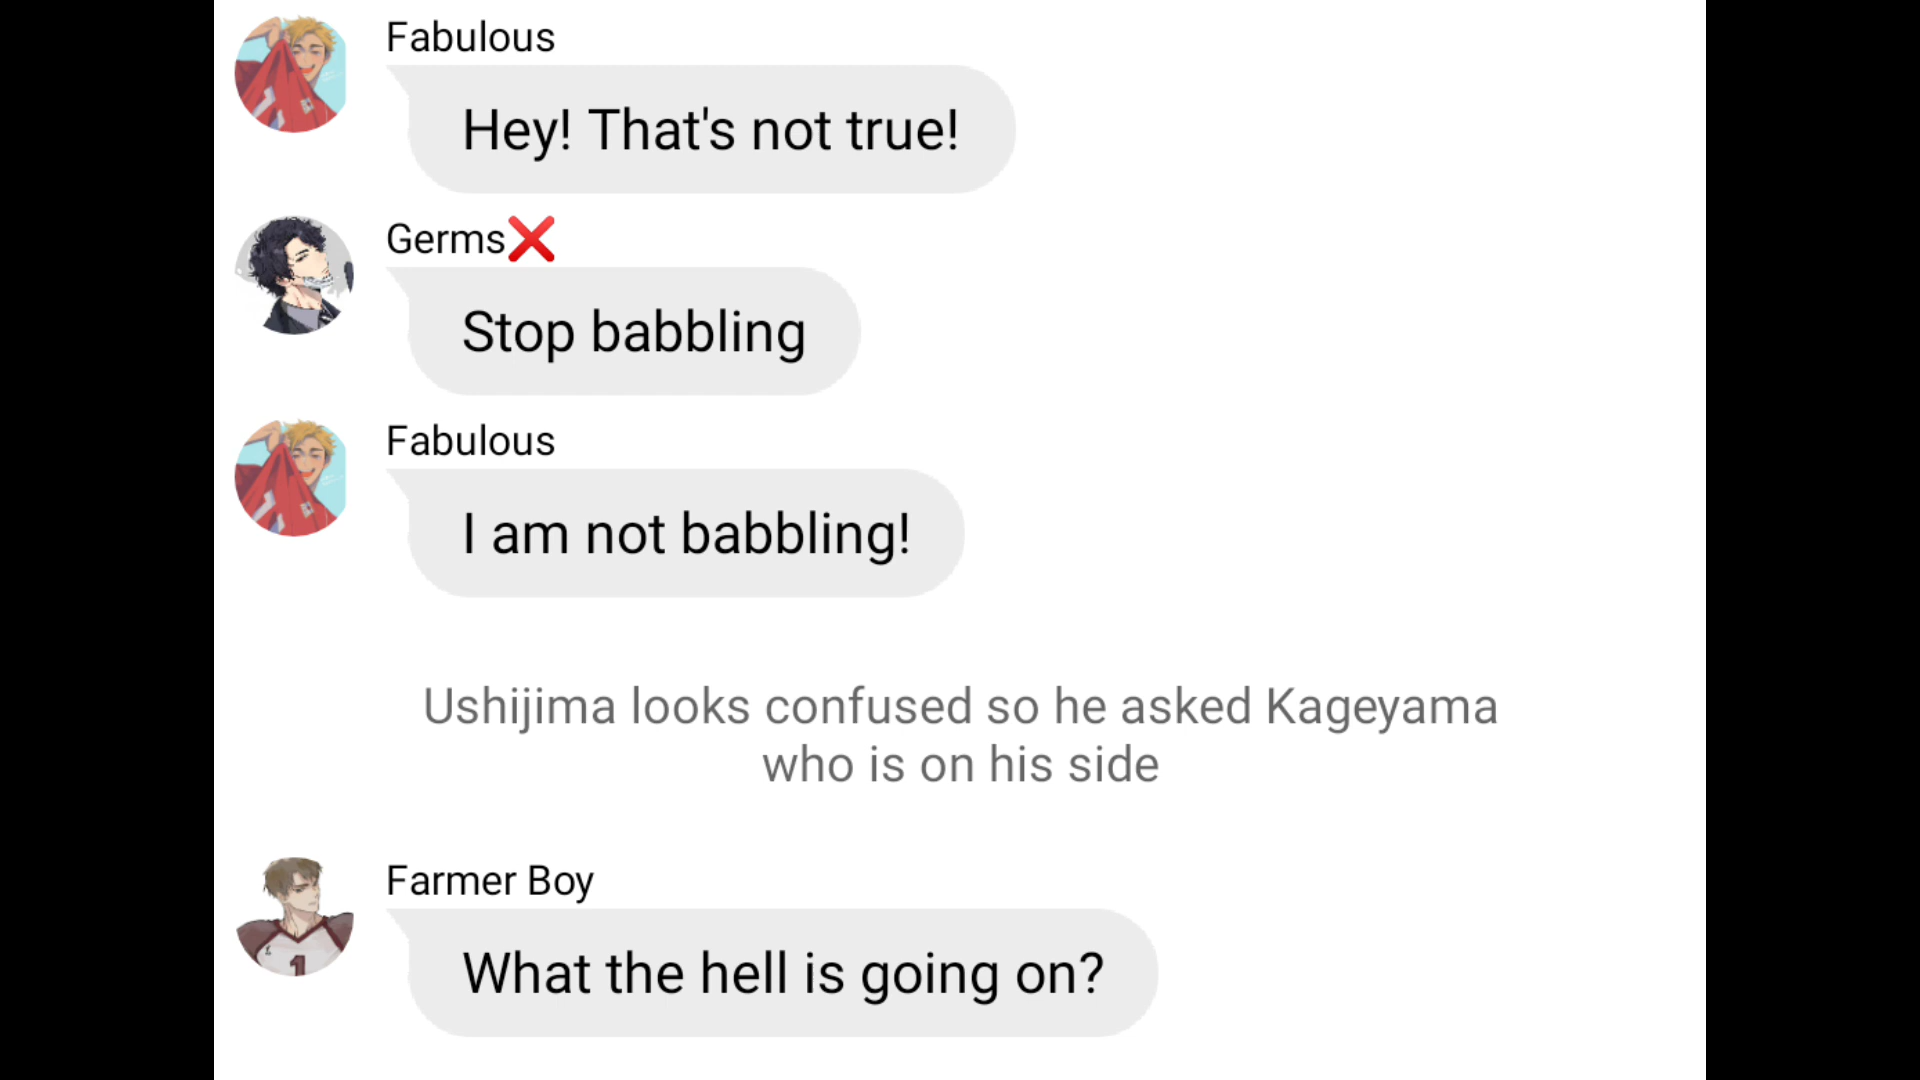 Fabulous
Hey! That's not true!
Germs❌
Stop babbling
Fabulous
I am not babbling!
Ushijima looks confused so he asked Kageyama
who is on his side
Farmer Boy
What the hell is going on?